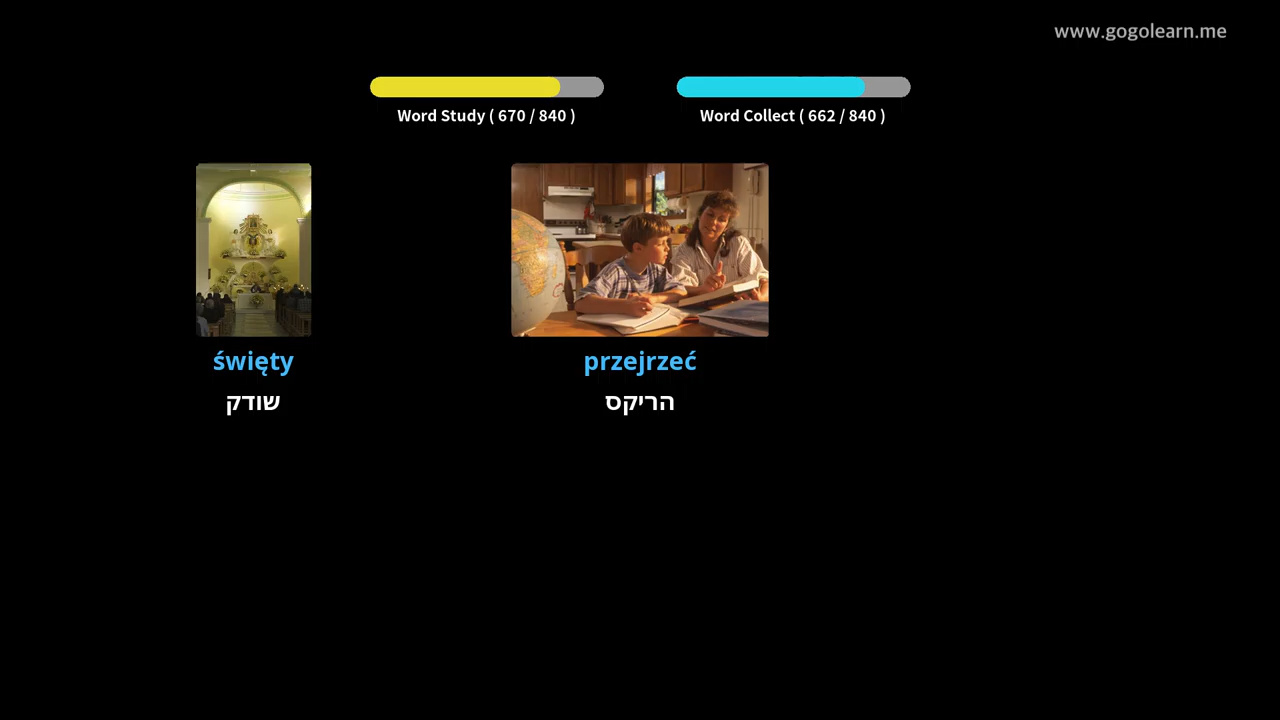 www.gogolearn.me
Word Study ( 670 / 840 )
Word Collect ( 662 / 840 )
święty
שודק
przejrzeć
הריקס